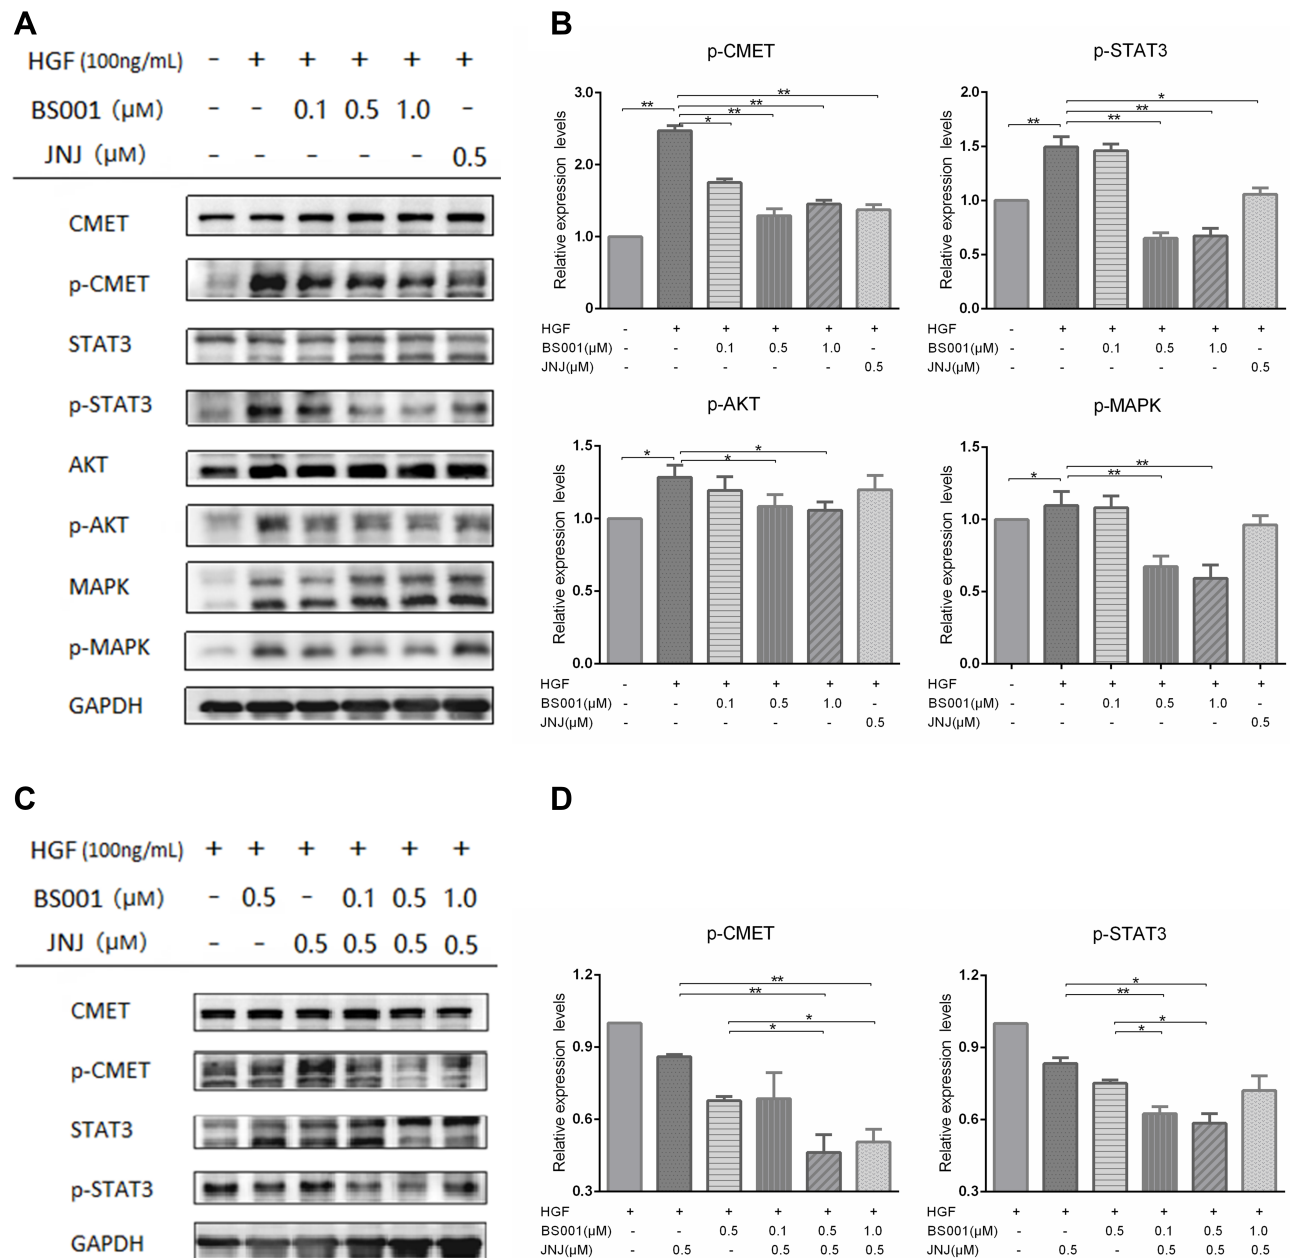 A
HGF (100ng/mL) - + + + + +
BS001 (μM) - - 0.1 0.5 1.0 -
JNJ (μM) - - - - - 0.5
CMET
p-CMET
STAT3
p-STAT3
AKT
p-AKT
MAPK
p-MAPK
GAPDH
B
p-CMET
Relative expression levels
3.0
2.0
1.0
0
**
**
**
**
*
HGF - + + + + +
BS001(μM) - - 0.1 0.5 1.0 -
JNJ(μM) - - - - - 0.5
p-STAT3
Relative expression levels
2.0
1.5
1.0
0.5
0.0
*
**
**
**
HGF - + + + + +
BS001(μM) - - 0.1 0.5 1.0 -
JNJ(μM) - - - - - 0.5
p-AKT
Relative expression levels
1.5
1.0
0.5
0.0
*
*
*
HGF - + + + + +
BS001(μM) - - 0.1 0.5 1.0 -
JNJ(μM) - - - - - 0.5
p-MAPK
Relative expression levels
1.5
1.0
0.5
0.0
**
**
*
HGF - + + + + +
BS001(μM) - - 0.1 0.5 1.0 -
JNJ(μM) - - - - - 0.5
C
HGF (100ng/mL) + + + + + +
BS001 (μM) - 0.5 - 0.1 0.5 1.0
JNJ (μM) - - 0.5 0.5 0.5 0.5
CMET
p-CMET
STAT3
p-STAT3
GAPDH
D
p-CMET
Relative expression levels
1.2
0.9
0.6
0.3
**
**
*
*
HGF + + + + + +
BS001(μM) - - 0.5 0.1 0.5 1.0
JNJ(μM) - 0.5 - 0.5 0.5 0.5
p-STAT3
Relative expression levels
1.2
0.9
0.6
0.3
*
**
*
*
HGF + + + + + +
BS001(μM) - - 0.5 0.1 0.5 1.0
JNJ(μM) - 0.5 - 0.5 0.5 0.5